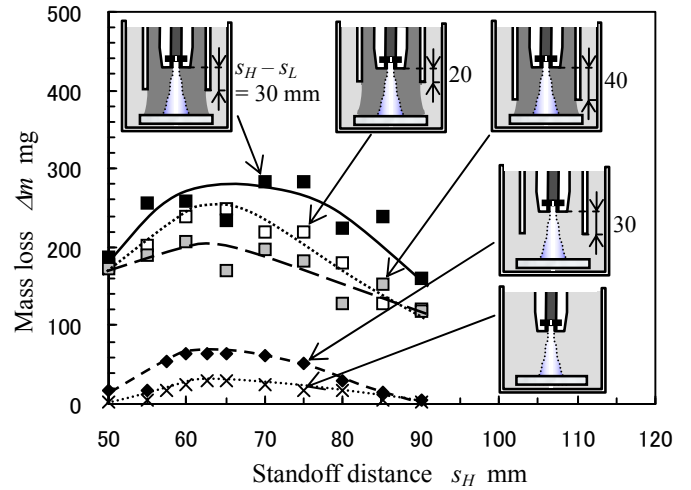 500
400
300
200
100
0
Mass loss Δm mg
s_H – s_L
= 30 mm
20
40
30
50 60 70 80 90 100 110 120
Standoff distance s_H mm